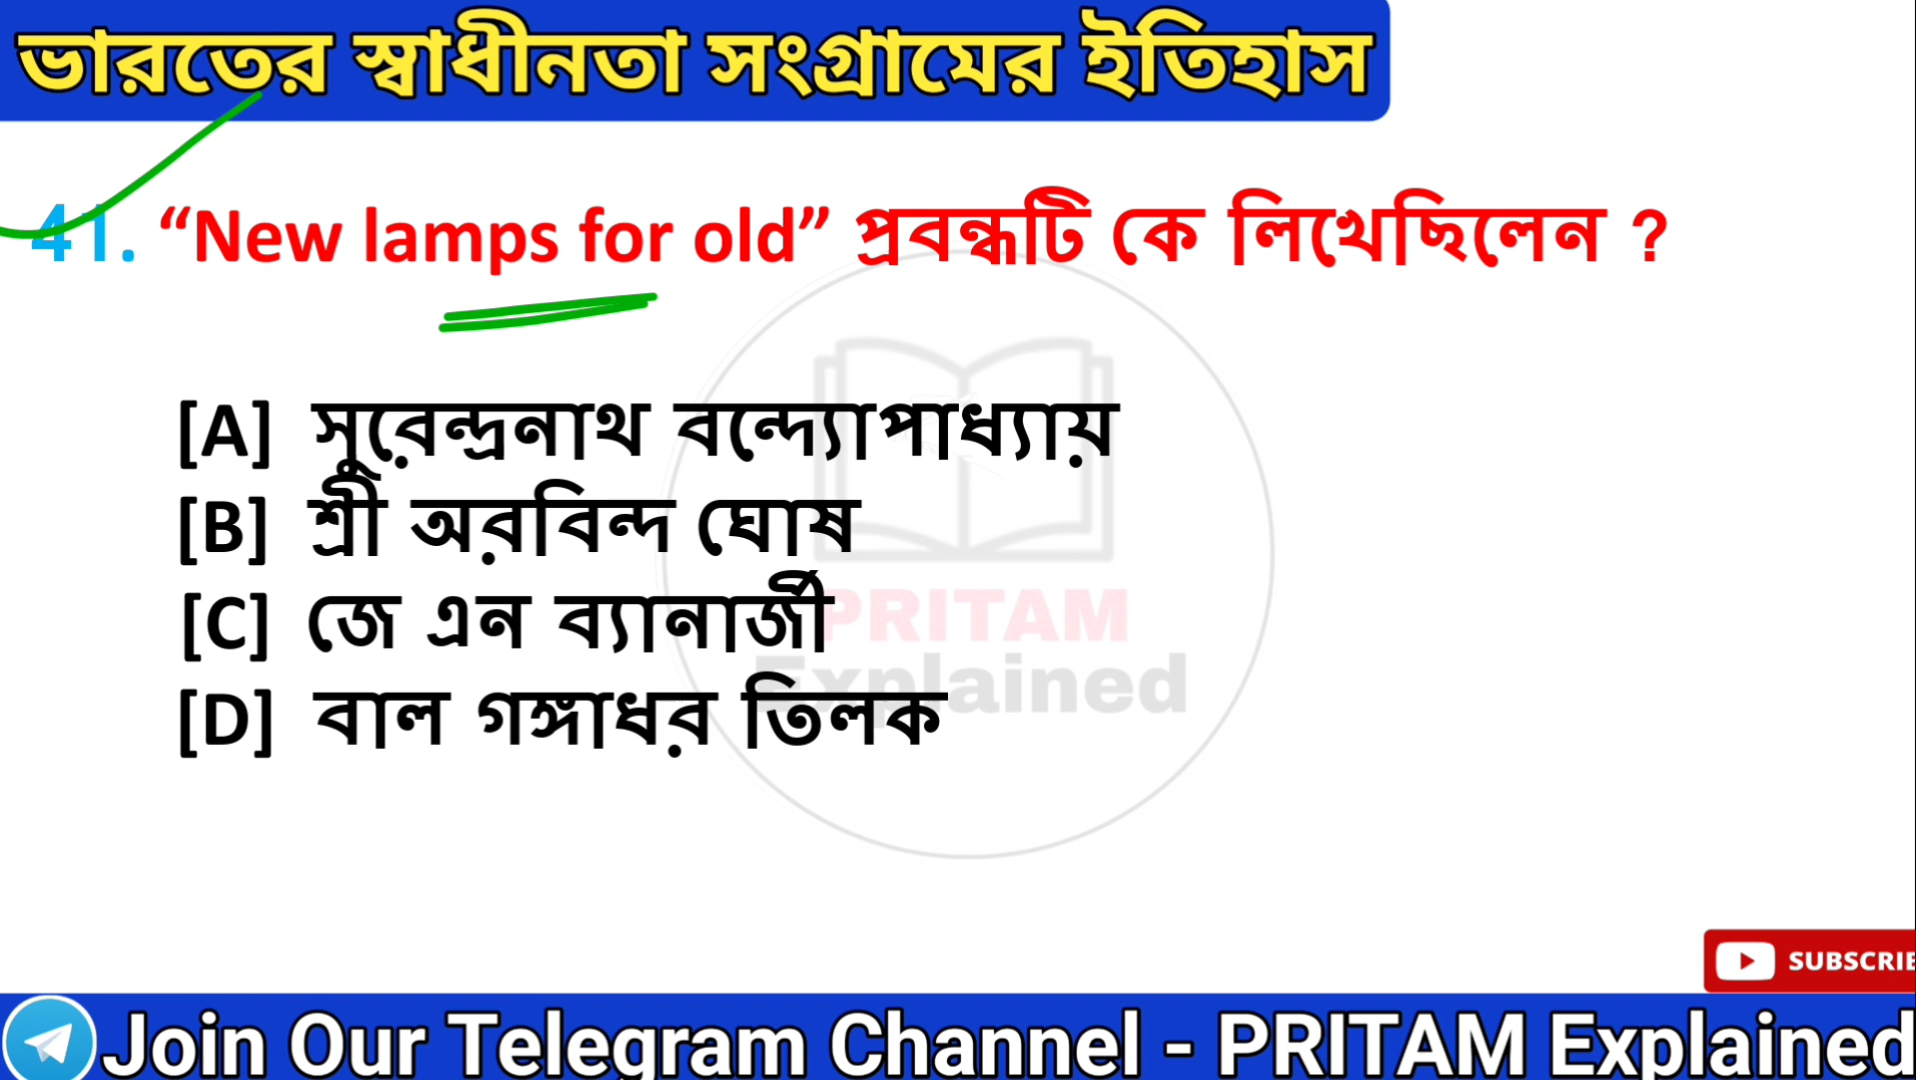 ভারতের স্বাধীনতা সংগ্রামের ইতিহাস
41. “New lamps for old” প্রবন্ধটি কে লিখেছিলেন ?
[A] সুরেন্দ্রনাথ বন্দ্যোপাধ্যায়
[B] শ্রী অরবিন্দ ঘোষ
[C] জে এন ব্যানার্জী
[D] বাল গঙ্গাধর তিলক
PRITAM
Explained
SUBSCRIBE
Join Our Telegram Channel - PRITAM Explained